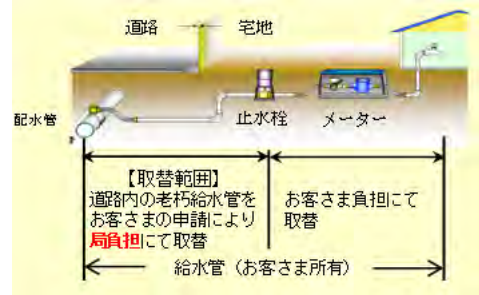 道路 宅地
配水管
止水栓 メーター
【取替範囲】
道路内の老朽給水管を
お客さまの申請により
局負担にて取替
お客さま負担にて
取替
給水管（お客さま所有）